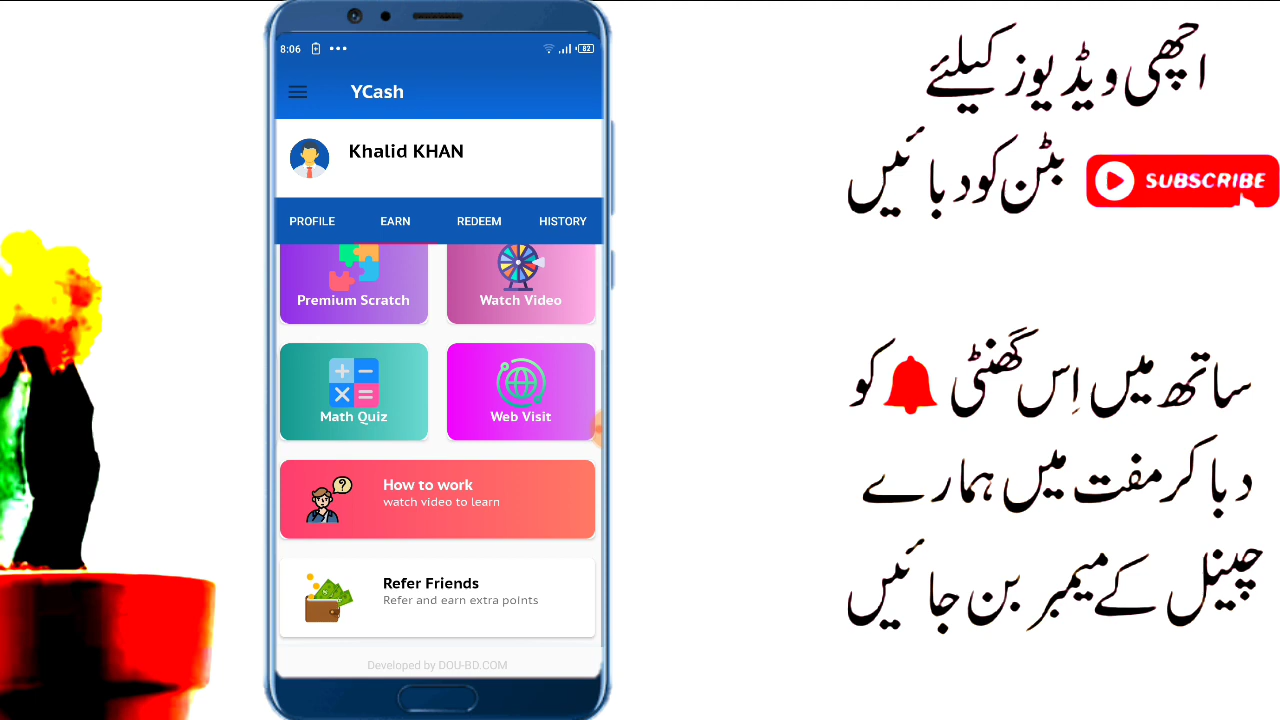 8:06
82
YCash
Khalid KHAN
PROFILE EARN REDEEM HISTORY
Premium Scratch Watch Video
Math Quiz Web Visit
How to work
watch video to learn
Refer Friends
Refer and earn extra points
Developed by DOU-BD.COM
اچھی ویڈیوز کیلئے
SUBSCRIBE بٹن کو دبائیں
ساتھ میں اِس گھنٹی کو
دبا کر مفت میں ہمارے
چینل کے میمبر بن جائیں